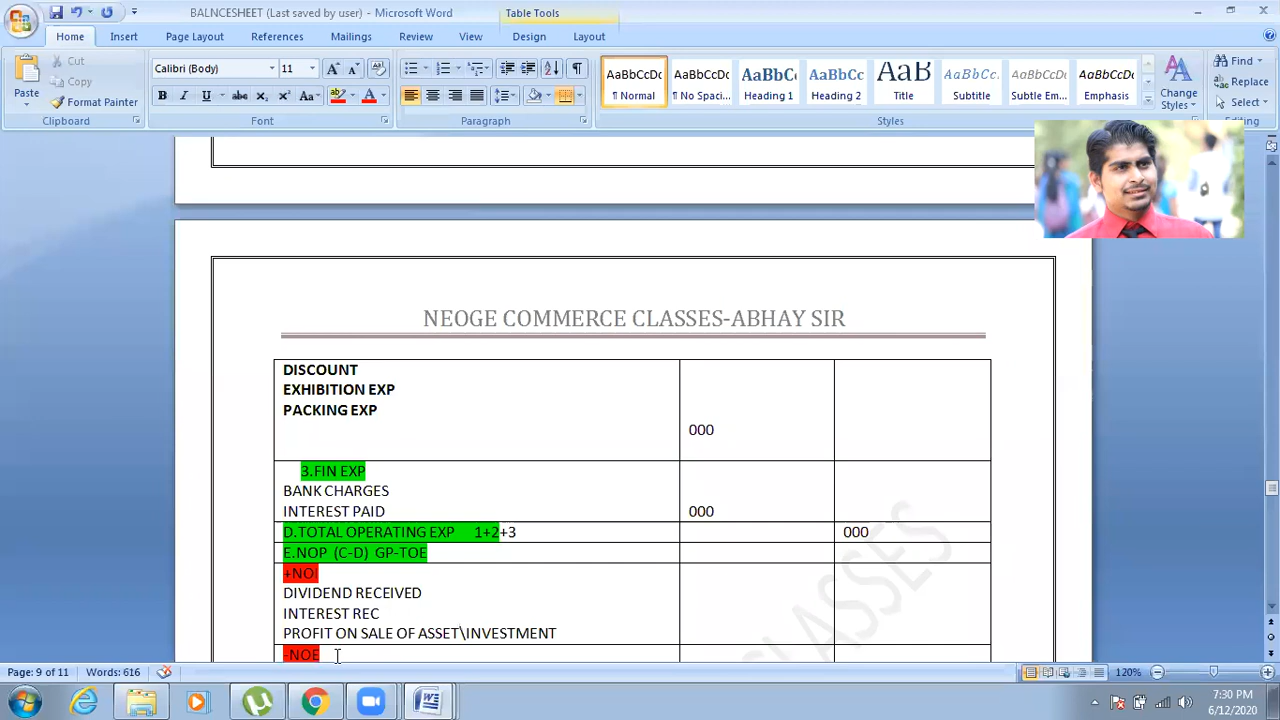 BALNCESHEET (Last saved by user) - Microsoft Word
Table Tools
Home Insert Page Layout References Mailings Review View Design Layout
Cut
Copy
Format Painter
Paste
Clipboard
Calibri (Body) 11
Font
Paragraph
AaBbCcDc AaBbCcDc AaBbCc AaBbCc AaB AaBbCc. AaBbCcDc AaBbCcDc
¶ Normal ¶ No Spaci... Heading 1 Heading 2 Title Subtitle Subtle Em... Emphasis
Styles
Change Styles
Find
Replace
Select
Editing
NEOGE COMMERCE CLASSES-ABHAY SIR
DISCOUNT
EXHIBITION EXP
PACKING EXP
000
3.FIN EXP
BANK CHARGES
INTEREST PAID 000
D.TOTAL OPERATING EXP 1+2+3 000
E.NOP (C-D) GP-TOE
+NOI
DIVIDEND RECEIVED
INTEREST REC
PROFIT ON SALE OF ASSET\INVESTMENT
-NOE
CLASSES
Page: 9 of 11 Words: 616 120%
7:30 PM
6/12/2020